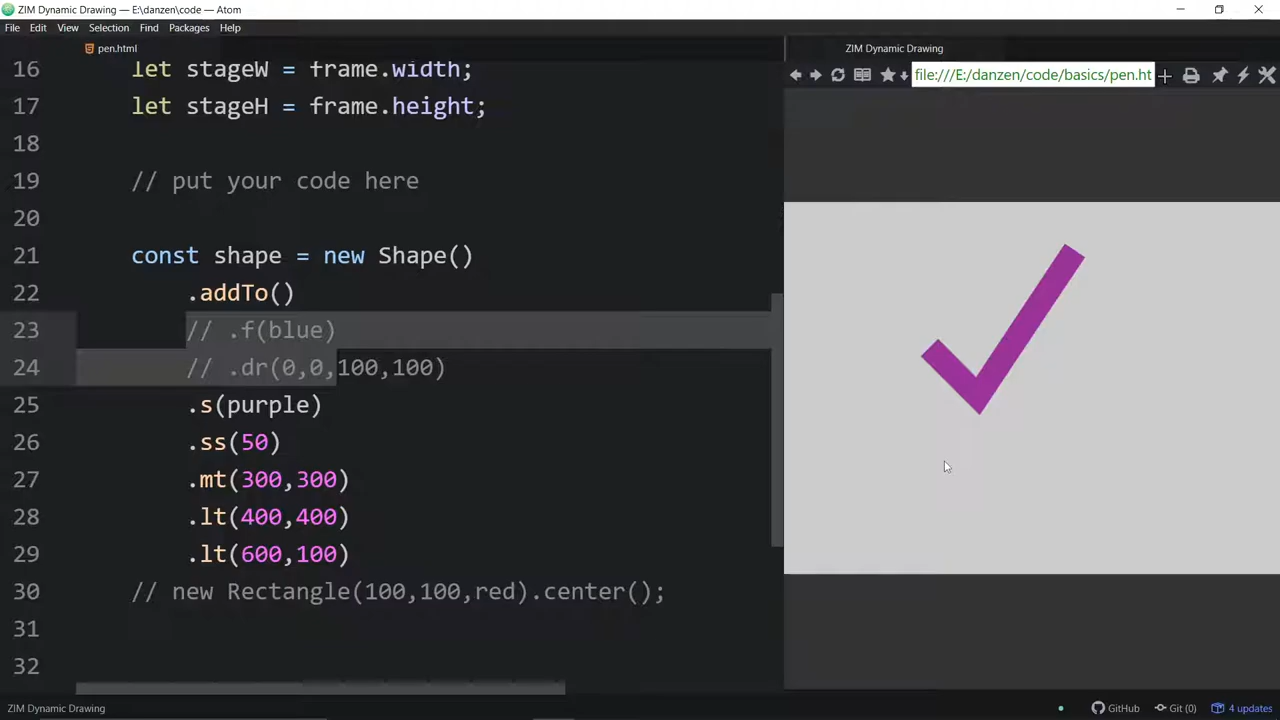 ZIM Dynamic Drawing — E:\danzen\code — Atom
File Edit View Selection Find Packages Help
pen.html
ZIM Dynamic Drawing
file:///E:/danzen/code/basics/pen.ht
16 let stageW = frame.width;
17 let stageH = frame.height;
18
19 // put your code here
20
21 const shape = new Shape()
22 .addTo()
23 // .f(blue)
24 // .dr(0,0,100,100)
25 .s(purple)
26 .ss(50)
27 .mt(300,300)
28 .lt(400,400)
29 .lt(600,100)
30 // new Rectangle(100,100,red).center();
31
32
ZIM Dynamic Drawing
GitHub Git (0) 4 updates